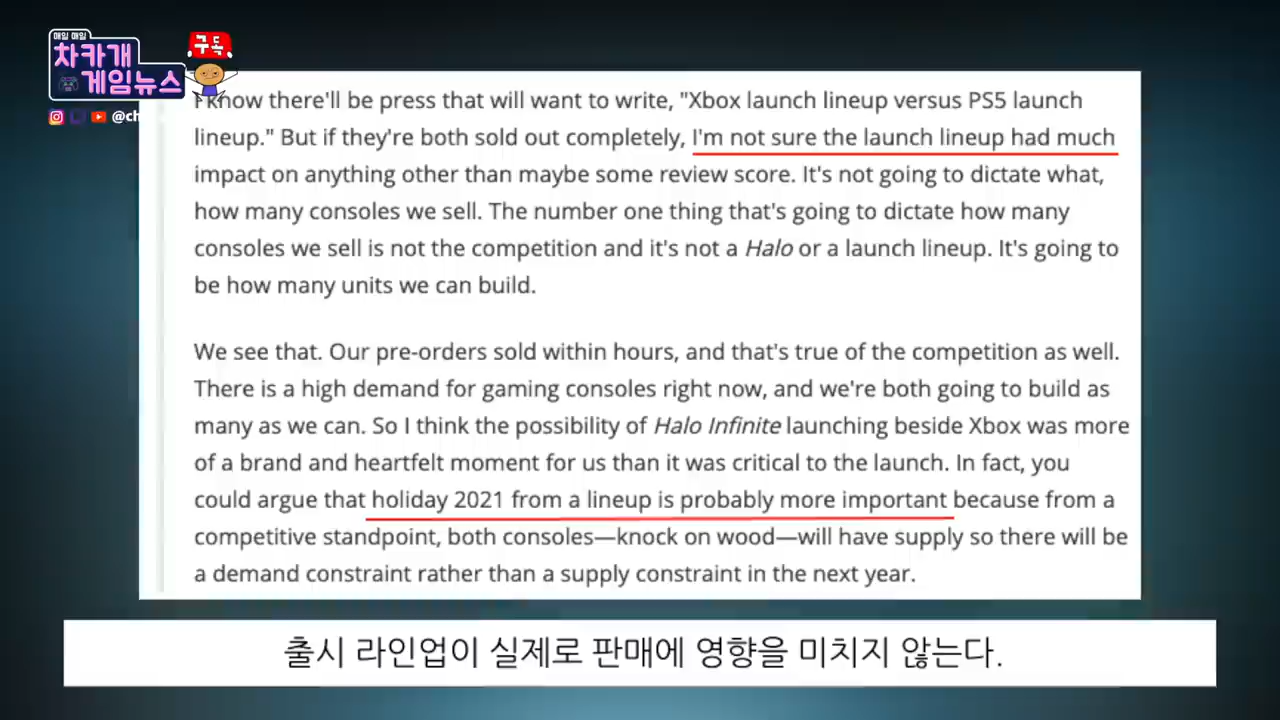 매일 매일
차카개
게임뉴스
구독
@ch
I know there'll be press that will want to write, "Xbox launch lineup versus PS5 launch
lineup." But if they're both sold out completely, I'm not sure the launch lineup had much
impact on anything other than maybe some review score. It's not going to dictate what,
how many consoles we sell. The number one thing that's going to dictate how many
consoles we sell is not the competition and it's not a Halo or a launch lineup. It's going to
be how many units we can build.
We see that. Our pre-orders sold within hours, and that's true of the competition as well.
There is a high demand for gaming consoles right now, and we're both going to build as
many as we can. So I think the possibility of Halo Infinite launching beside Xbox was more
of a brand and heartfelt moment for us than it was critical to the launch. In fact, you
could argue that holiday 2021 from a lineup is probably more important because from a
competitive standpoint, both consoles—knock on wood—will have supply so there will be
a demand constraint rather than a supply constraint in the next year.
출시 라인업이 실제로 판매에 영향을 미치지 않는다.